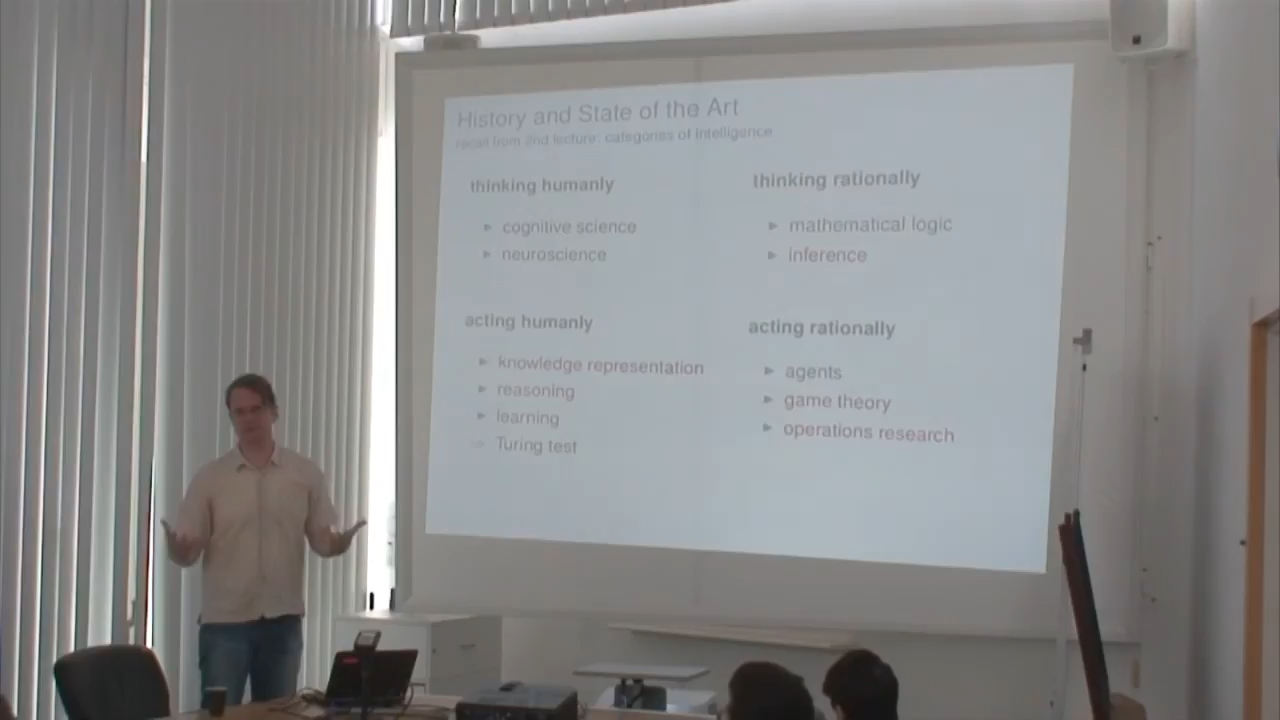 History and State of the Art
recall from 2nd lecture: categories of intelligence
thinking humanly
► cognitive science
► neuroscience
thinking rationally
► mathematical logic
► inference
acting humanly
► knowledge representation
► reasoning
► learning
⇒ Turing test
acting rationally
► agents
► game theory
► operations research